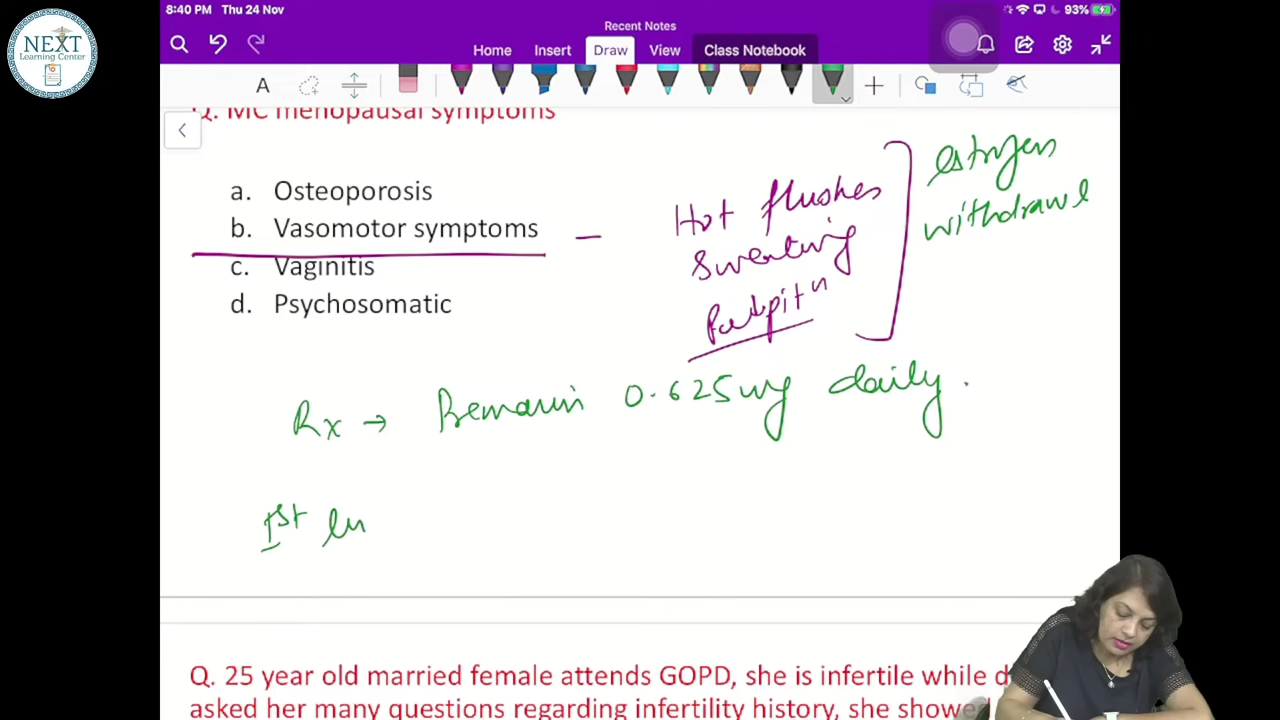 8:40 PM Thu 24 Nov
93%
Recent Notes
Home Insert Draw View Class Notebook
NEXT
Learning Center
A
Q. MC menopausal symptoms
a. Osteoporosis
b. Vasomotor symptoms
c. Vaginitis
d. Psychosomatic
Hot flushes
Sweating
Palpitn
estrogen
withdrawl
Rx → Premarin 0.625mg daily.
1st
Q. 25 year old married female attends GOPD, she is infertile while d
asked her many questions regarding infertility history, she showed